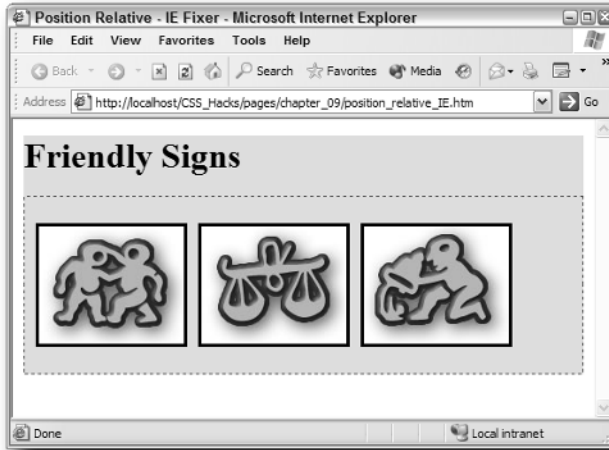 Position Relative - IE Fixer - Microsoft Internet Explorer
File Edit View Favorites Tools Help
Back Search Favorites Media
Address http://localhost/CSS_Hacks/pages/chapter_09/position_relative_IE.htm Go
Friendly Signs
Done Local intranet